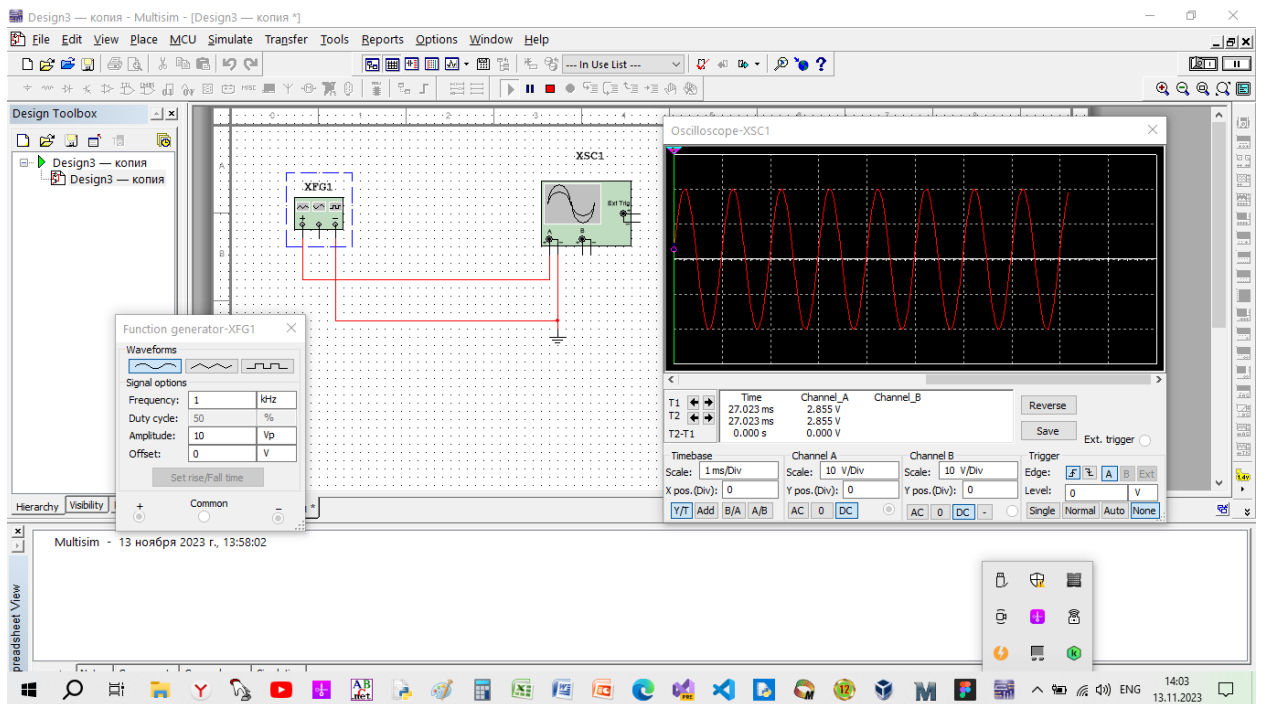 Design3 — копия - Multisim - [Design3 — копия *]
File Edit View Place MCU Simulate Transfer Tools Reports Options Window Help
--- In Use List ---
Design Toolbox
Design3 — копия
Design3 — копия
Hierarchy Visibility
0 1 2 3 4
A
B
XFG1
XSC1
Ext Trig
A B
Function generator-XFG1
Waveforms
Signal options
Frequency: 1 kHz
Duty cycle: 50 %
Amplitude: 10 Vp
Offset: 0 V
Set rise/Fall time
+ Common –
Oscilloscope-XSC1
Time Channel_A Channel_B
T1 27.023 ms 2.855 V
T2 27.023 ms 2.855 V
T2-T1 0.000 s 0.000 V
Reverse
Save
Ext. trigger
Timebase
Scale: 1 ms/Div
X pos.(Div): 0
Y/T Add B/A A/B
Channel A
Scale: 10 V/Div
Y pos.(Div): 0
AC 0 DC
Channel B
Scale: 10 V/Div
Y pos.(Div): 0
AC 0 DC -
Trigger
Edge: A B Ext
Level: 0 V
Single Normal Auto None
Multisim - 13 ноября 2023 г., 13:58:02
ENG
14:03
13.11.2023